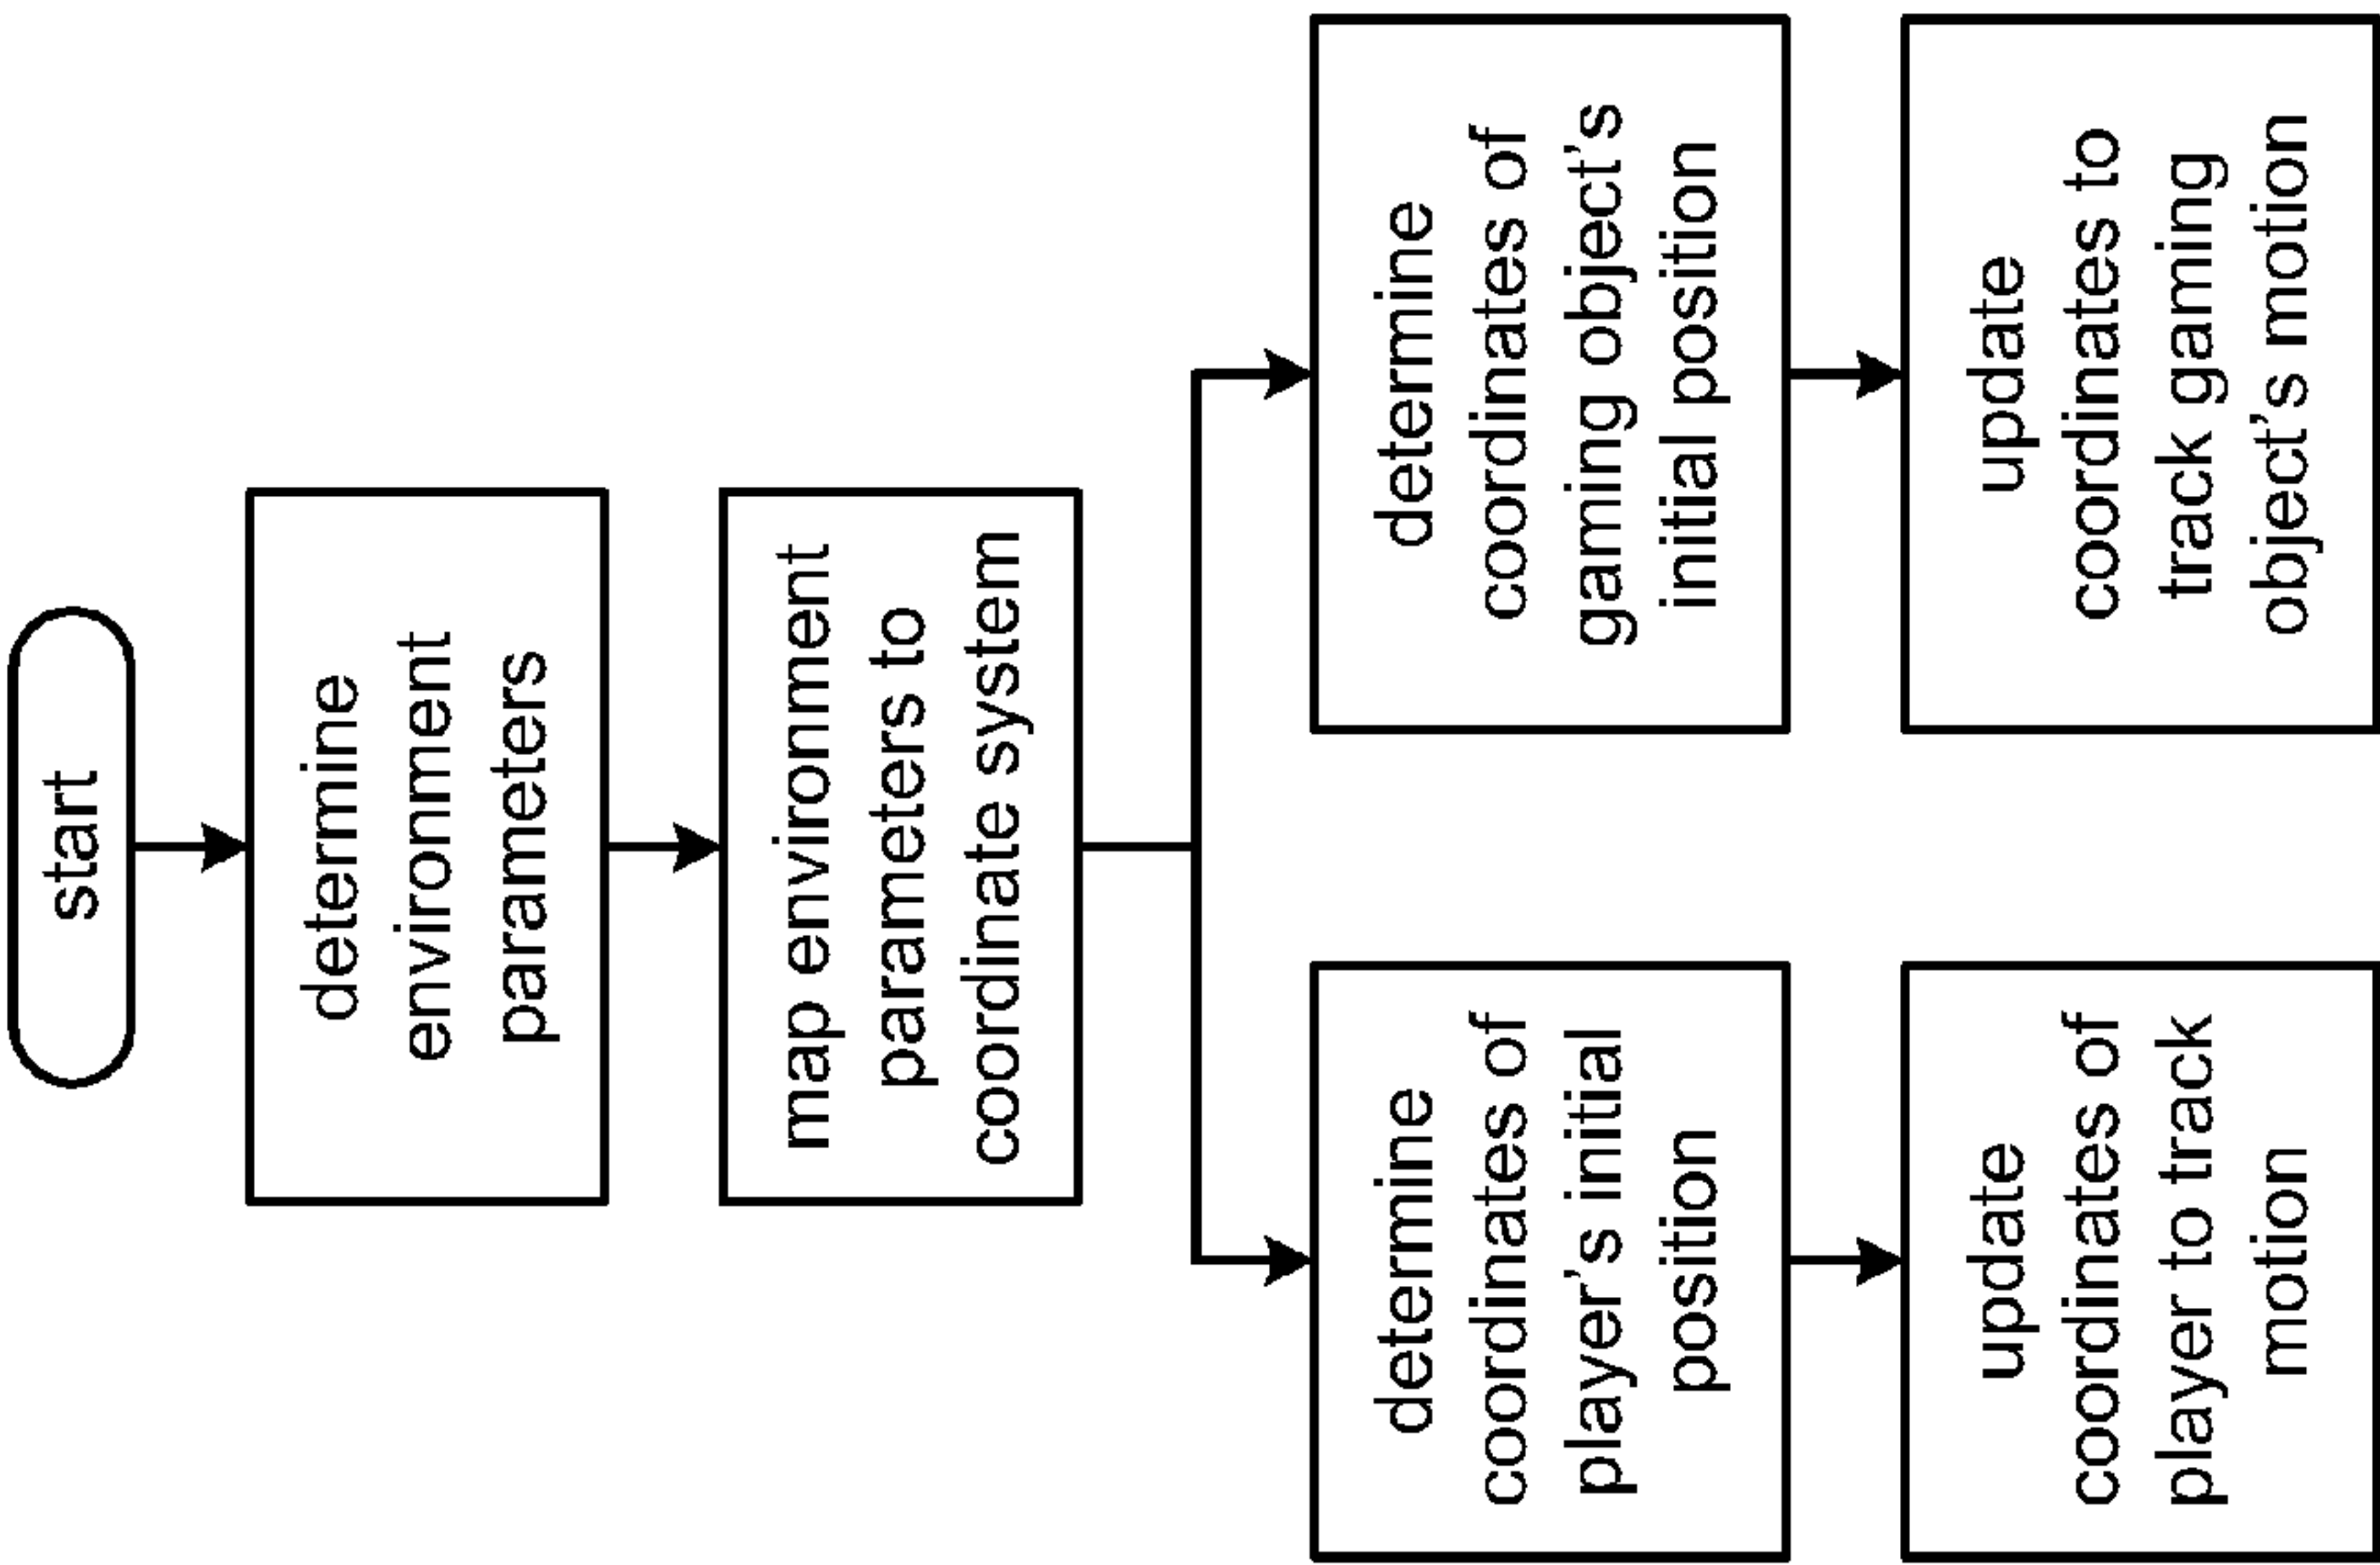 start
determine
environment
parameters
map environment
parameters to
coordinate system
determine
coordinates of
player's initial
position
determine
coordinates of
gaming object's
initial position
update
coordinates of
player to track
motion
update
coordinates to
track gaming
object's motion